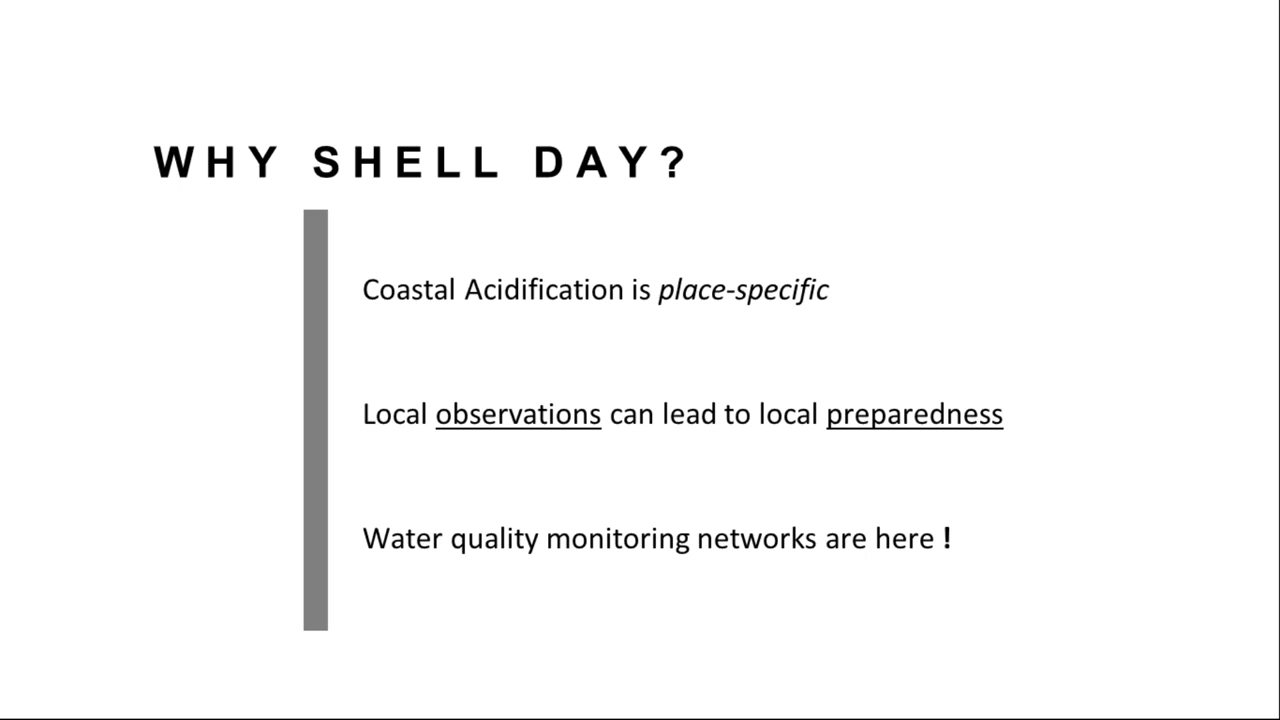 WHY SHELL DAY?
Coastal Acidification is place-specific
Local observations can lead to local preparedness
Water quality monitoring networks are here !